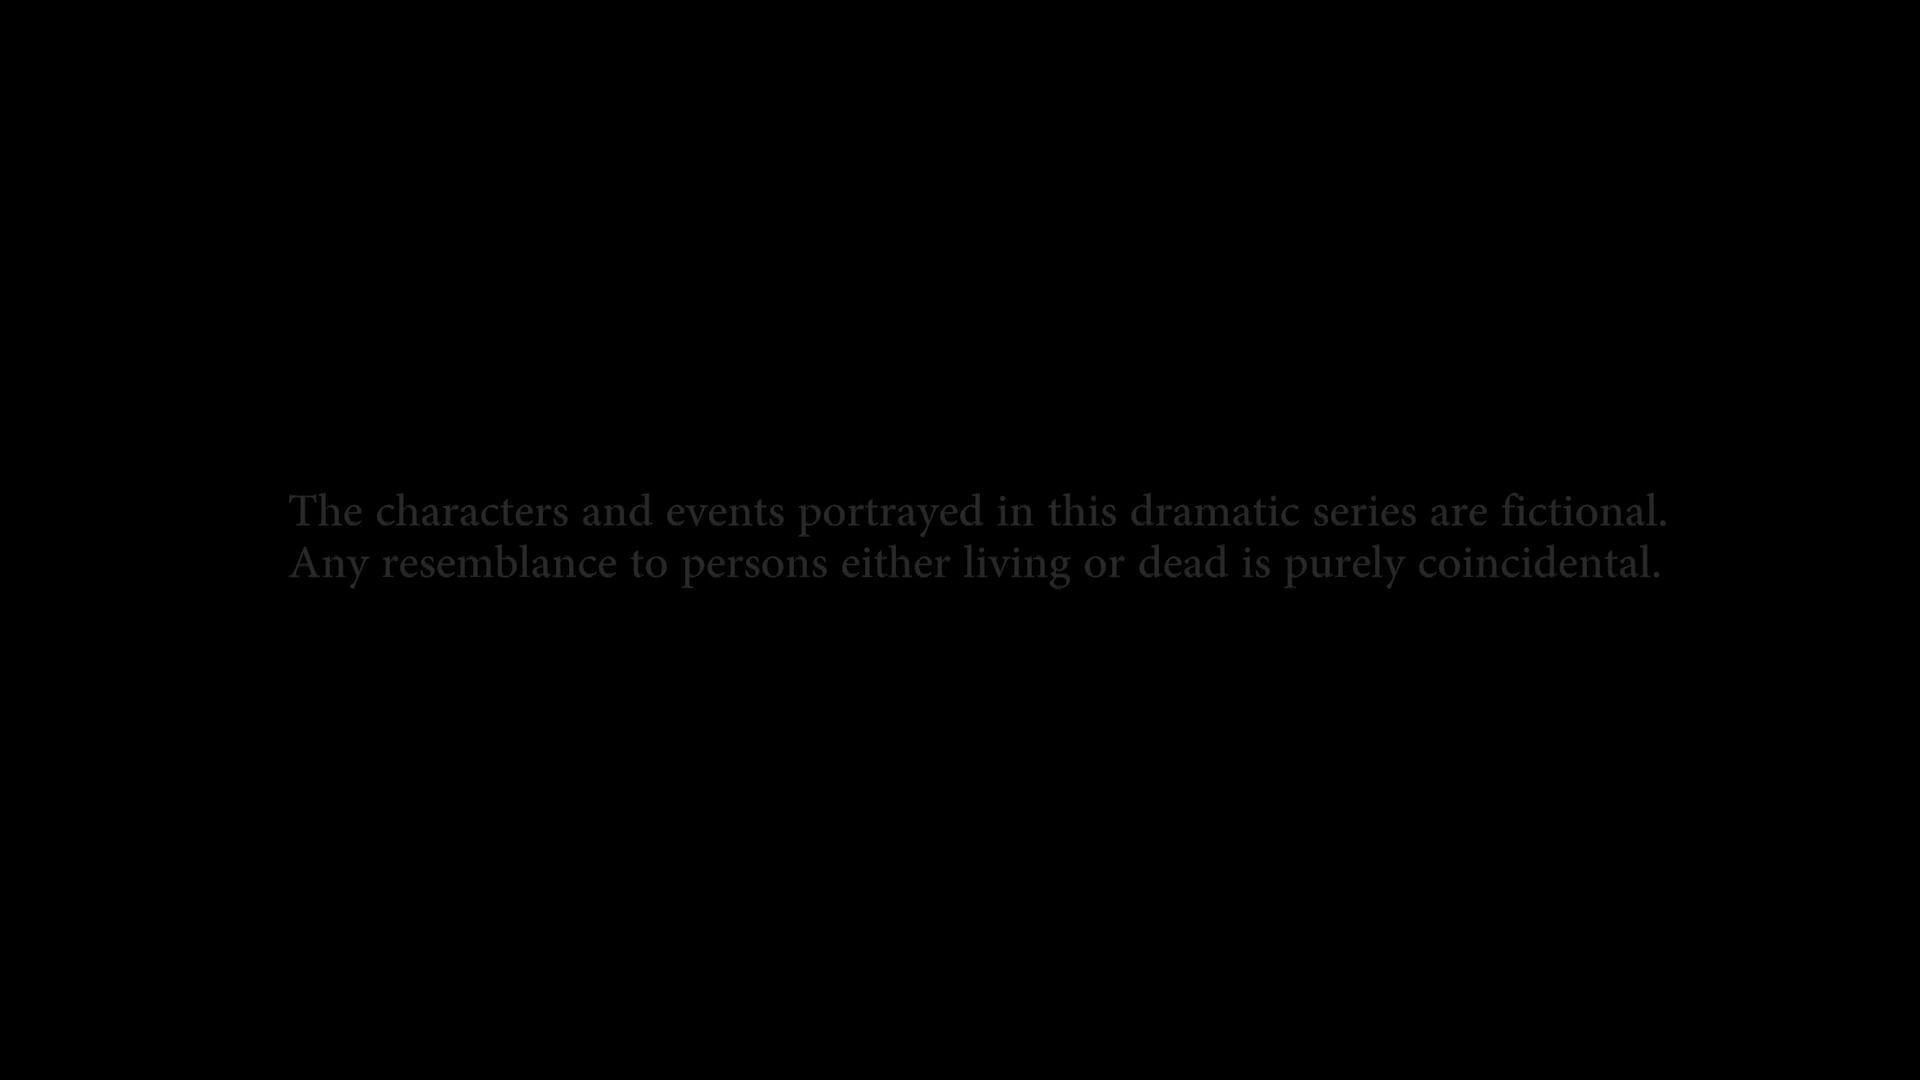 The characters and events portrayed in this dramatic series are fictional.
Any resemblance to persons either living or dead is purely coincidental.